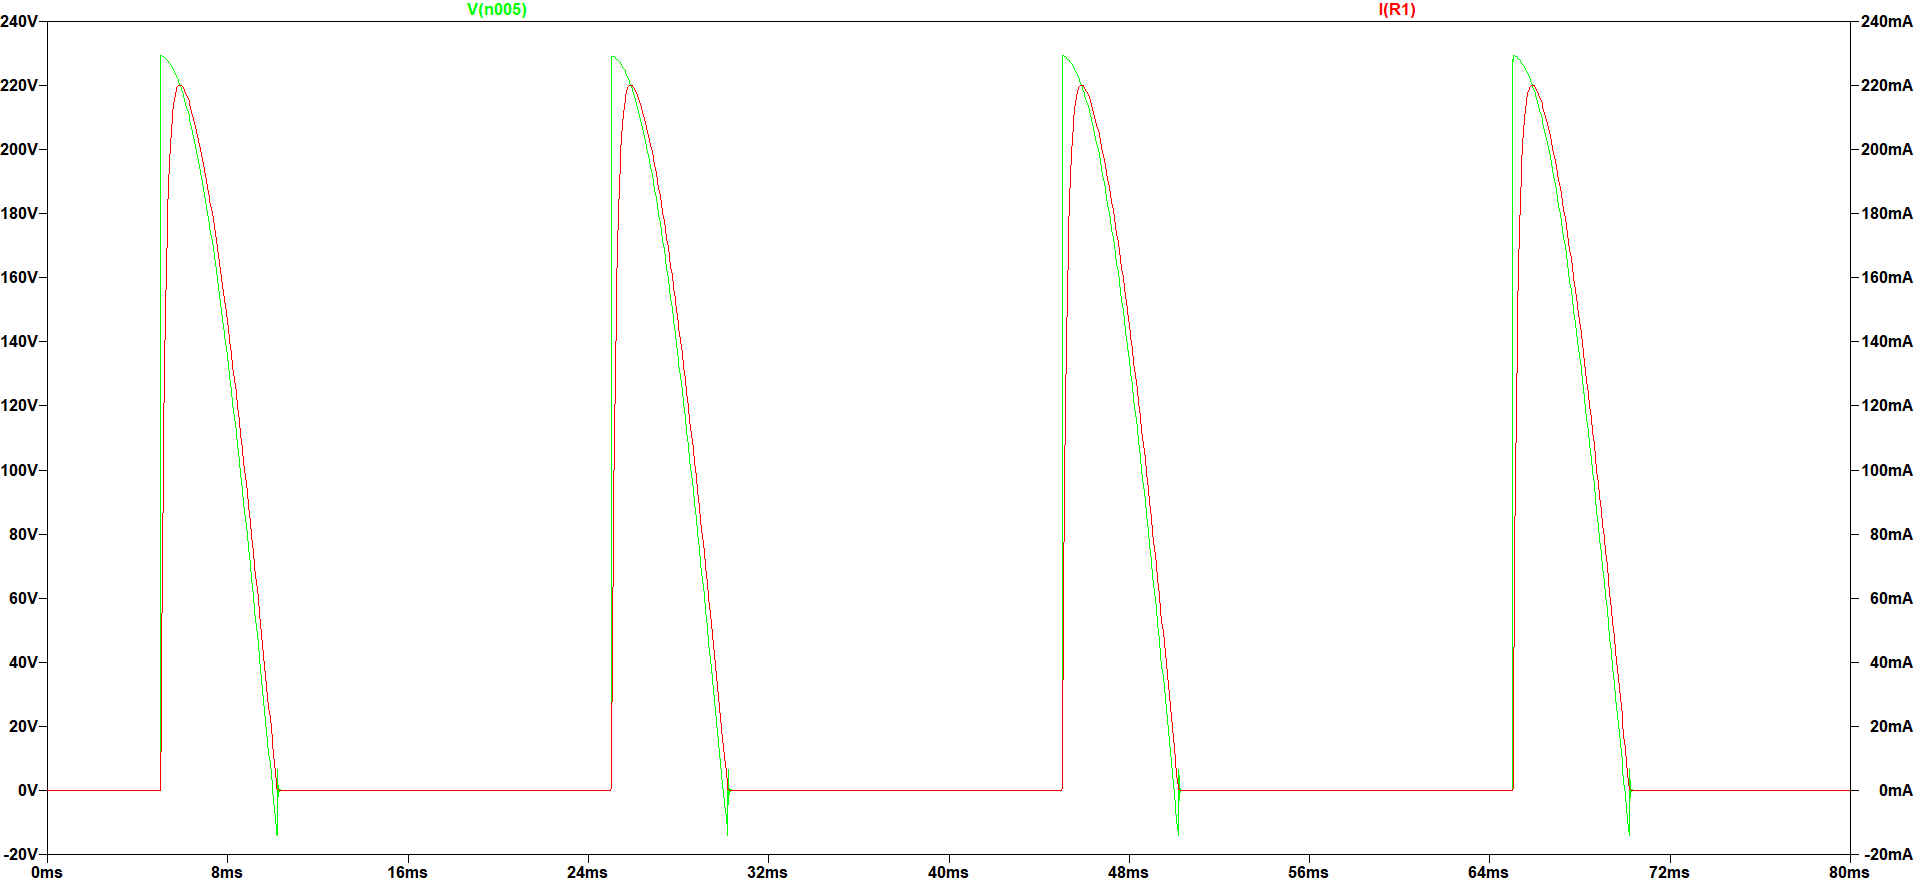 V(n005) I(R1)
240V 240mA
220V 220mA
200V 200mA
180V 180mA
160V 160mA
140V 140mA
120V 120mA
100V 100mA
80V 80mA
60V 60mA
40V 40mA
20V 20mA
0V 0mA
-20V -20mA
0ms 8ms 16ms 24ms 32ms 40ms 48ms 56ms 64ms 72ms 80ms